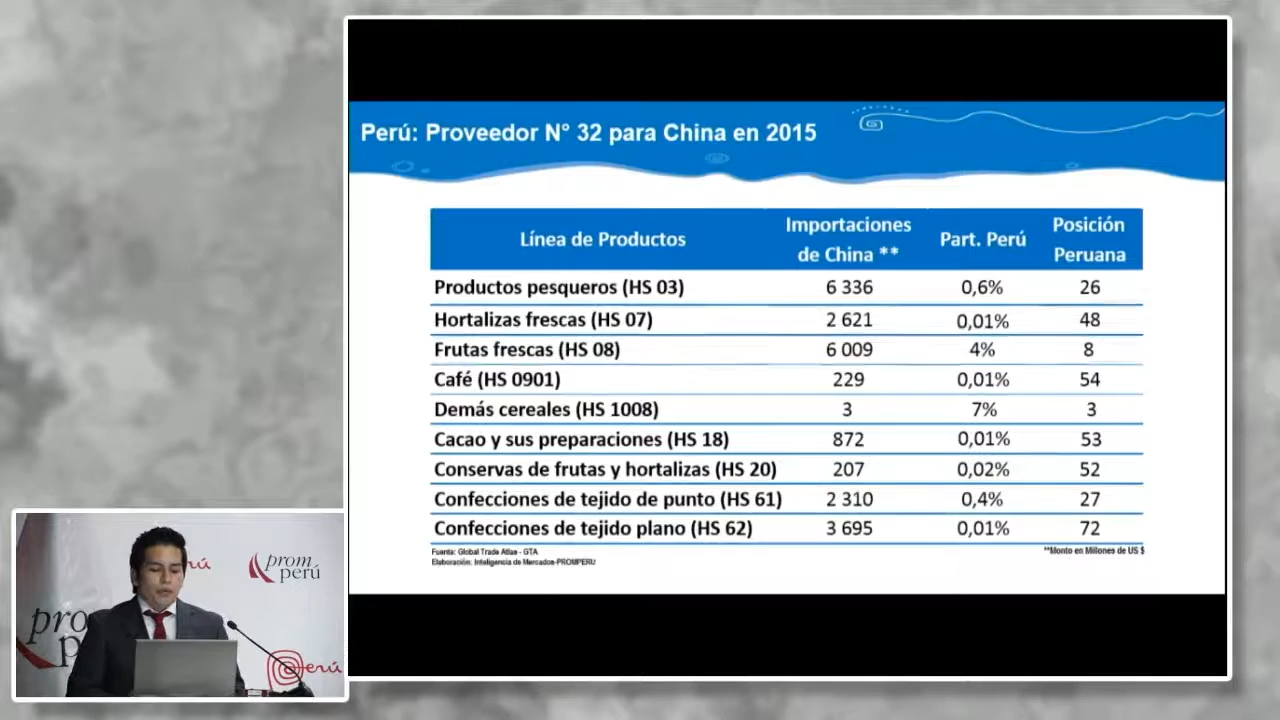 Perú: Proveedor N° 32 para China en 2015
Línea de Productos Importaciones de China ** Part. Perú Posición Peruana
Productos pesqueros (HS 03) 6 336 0,6% 26
Hortalizas frescas (HS 07) 2 621 0,01% 48
Frutas frescas (HS 08) 6 009 4% 8
Café (HS 0901) 229 0,01% 54
Demás cereales (HS 1008) 3 7% 3
Cacao y sus preparaciones (HS 18) 872 0,01% 53
Conservas de frutas y hortalizas (HS 20) 207 0,02% 52
Confecciones de tejido de punto (HS 61) 2 310 0,4% 27
Confecciones de tejido plano (HS 62) 3 695 0,01% 72
Fuente: Global Trade Atlas - GTA
**Monto en Millones de US $
Elaboración: Inteligencia de Mercados-PROMPERU
prom
perú
pro
p
rú
Perú